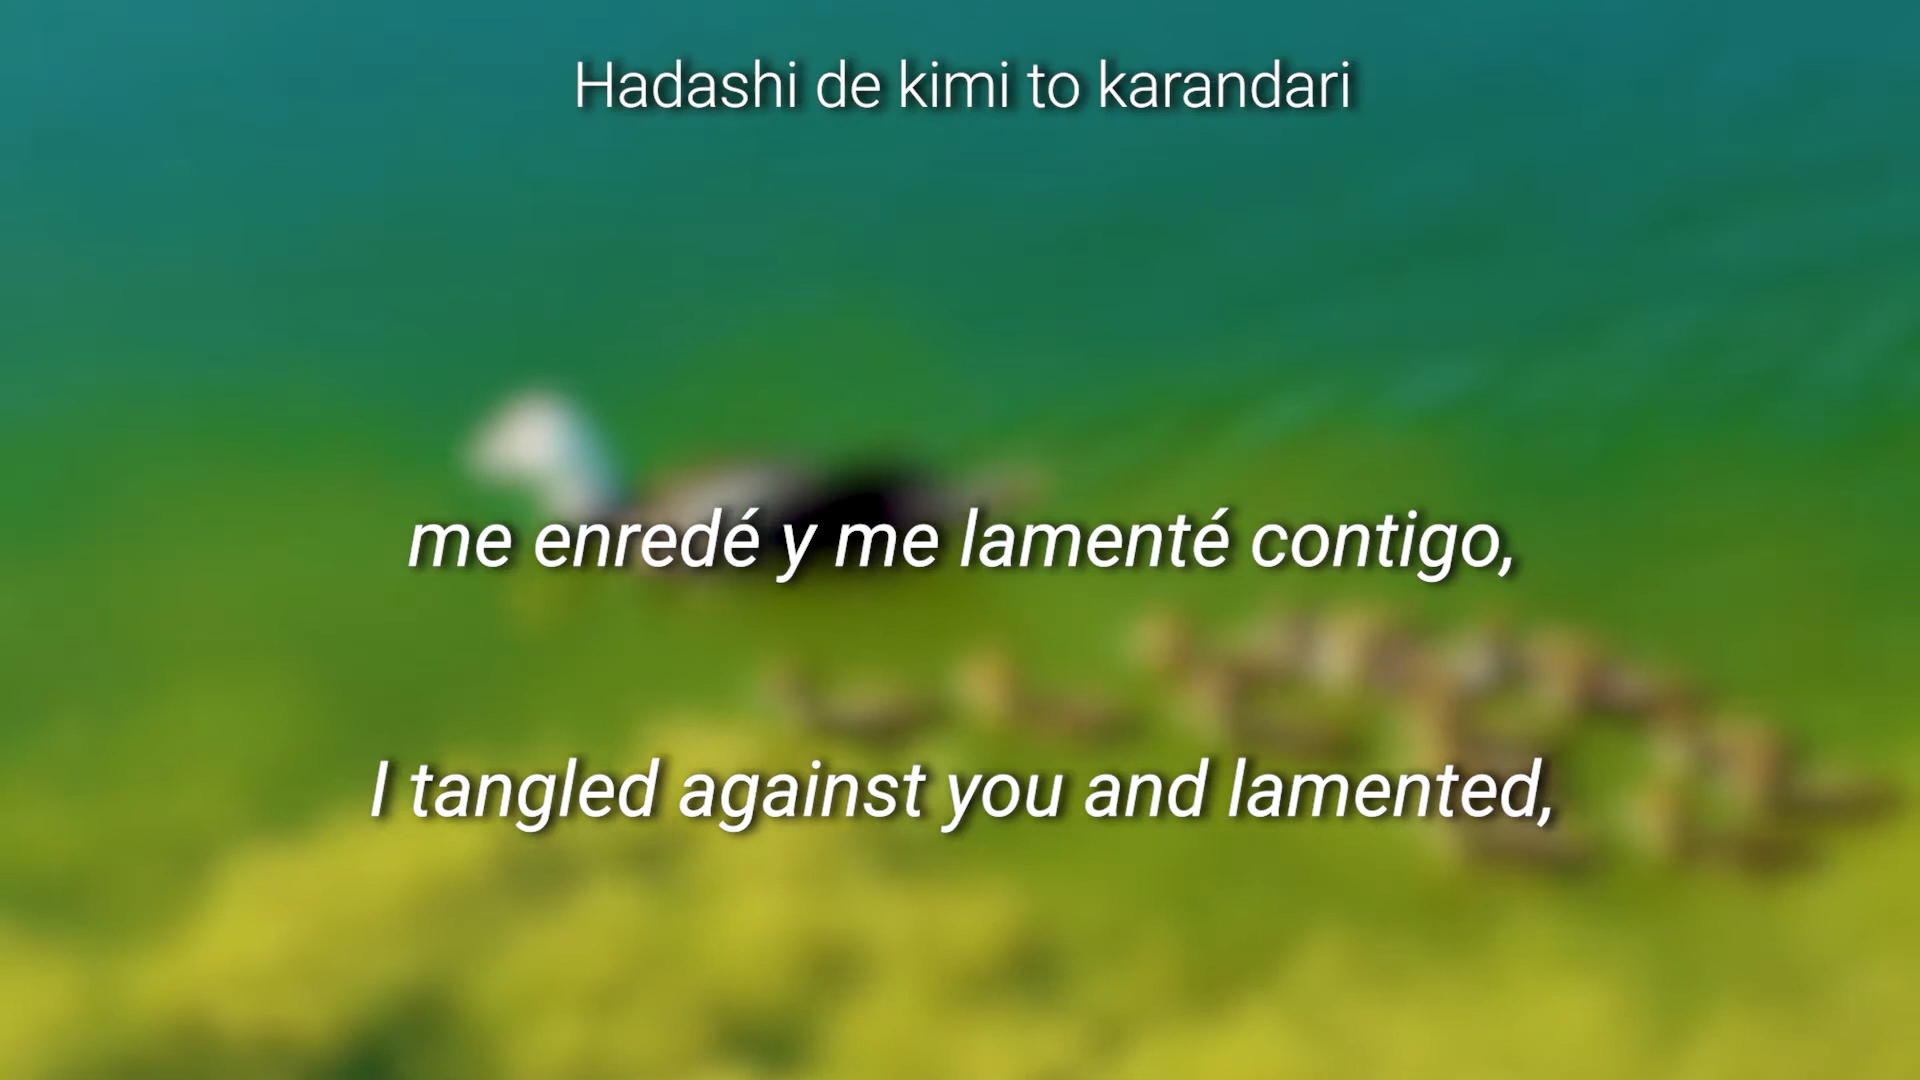 Hadashi de kimi to karandari
me enredé y me lamenté contigo,
I tangled against you and lamented,